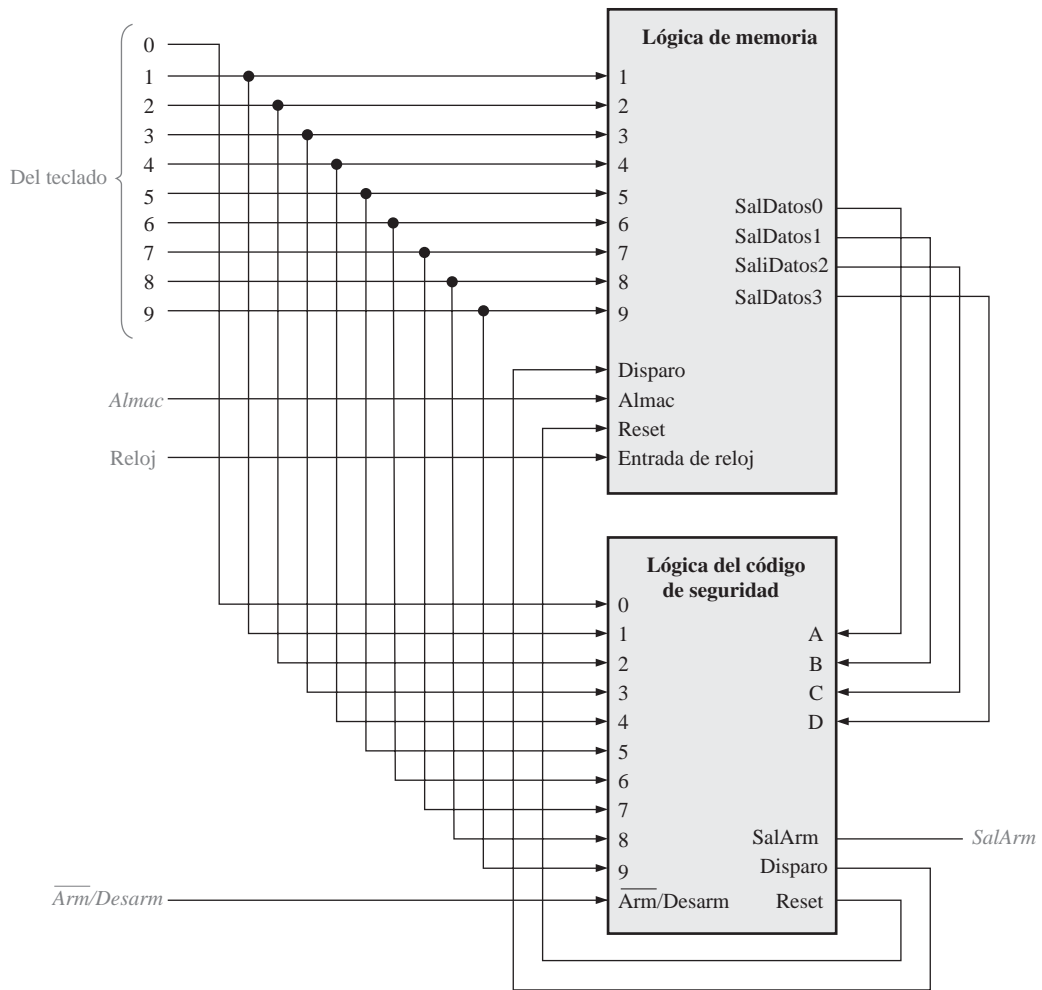 Del teclado
0
1
2
3
4
5
6
7
8
9
Almac
Reloj
Arm/Desarm
Lógica de memoria
1
2
3
4
5
6
7
8
9
Disparo
Almac
Reset
Entrada de reloj
SalDatos0
SalDatos1
SaliDatos2
SalDatos3
Lógica del código
de seguridad
0
1
2
3
4
5
6
7
8
9
Arm/Desarm
A
B
C
D
SalArm
Disparo
Reset
SalArm